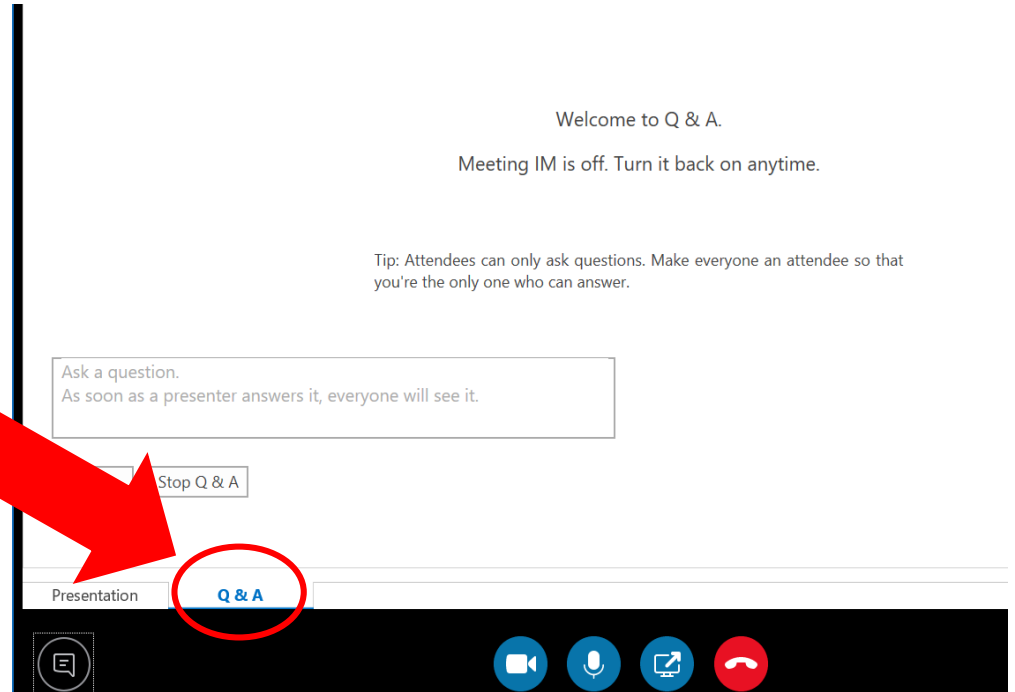 Welcome to Q & A.
Meeting IM is off. Turn it back on anytime.
Tip: Attendees can only ask questions. Make everyone an attendee so that
you're the only one who can answer.
Ask a question.
As soon as a presenter answers it, everyone will see it.
Stop Q & A
Presentation
Q & A